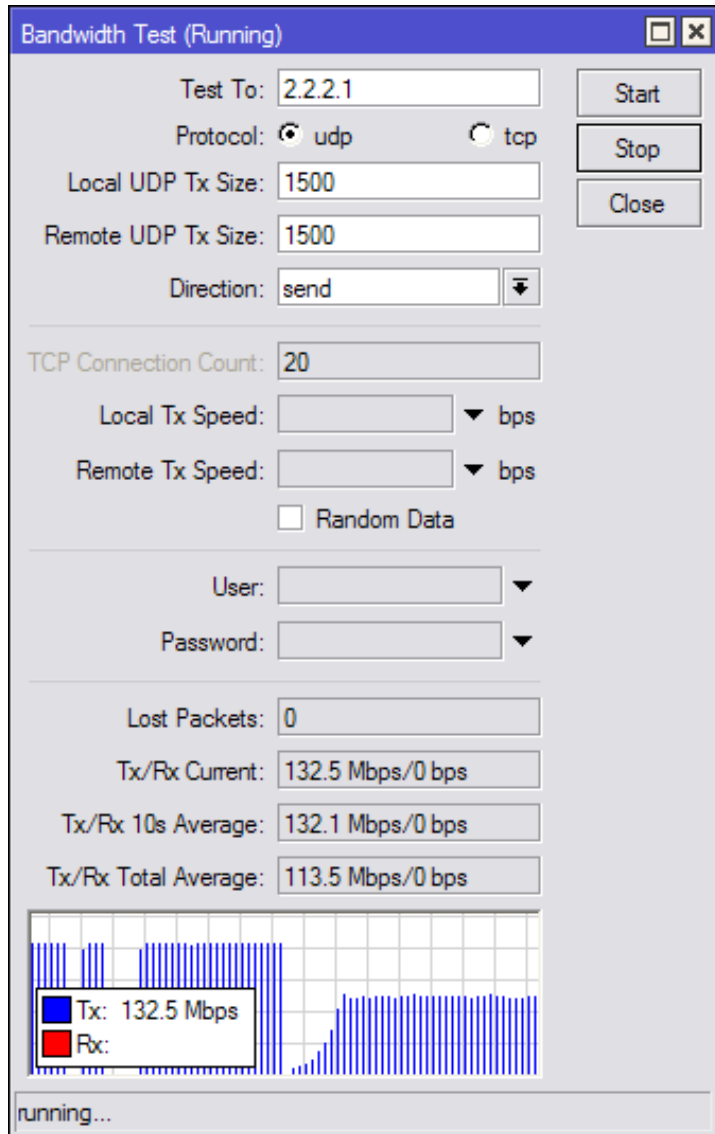 Bandwidth Test (Running)
Test To: 2.2.2.1
Start
Protocol: udp tcp
Stop
Local UDP Tx Size: 1500
Close
Remote UDP Tx Size: 1500
Direction: send
TCP Connection Count: 20
Local Tx Speed: bps
Remote Tx Speed: bps
Random Data
User:
Password:
Lost Packets: 0
Tx/Rx Current: 132.5 Mbps/0 bps
Tx/Rx 10s Average: 132.1 Mbps/0 bps
Tx/Rx Total Average: 113.5 Mbps/0 bps
Tx: 132.5 Mbps
Rx:
running...